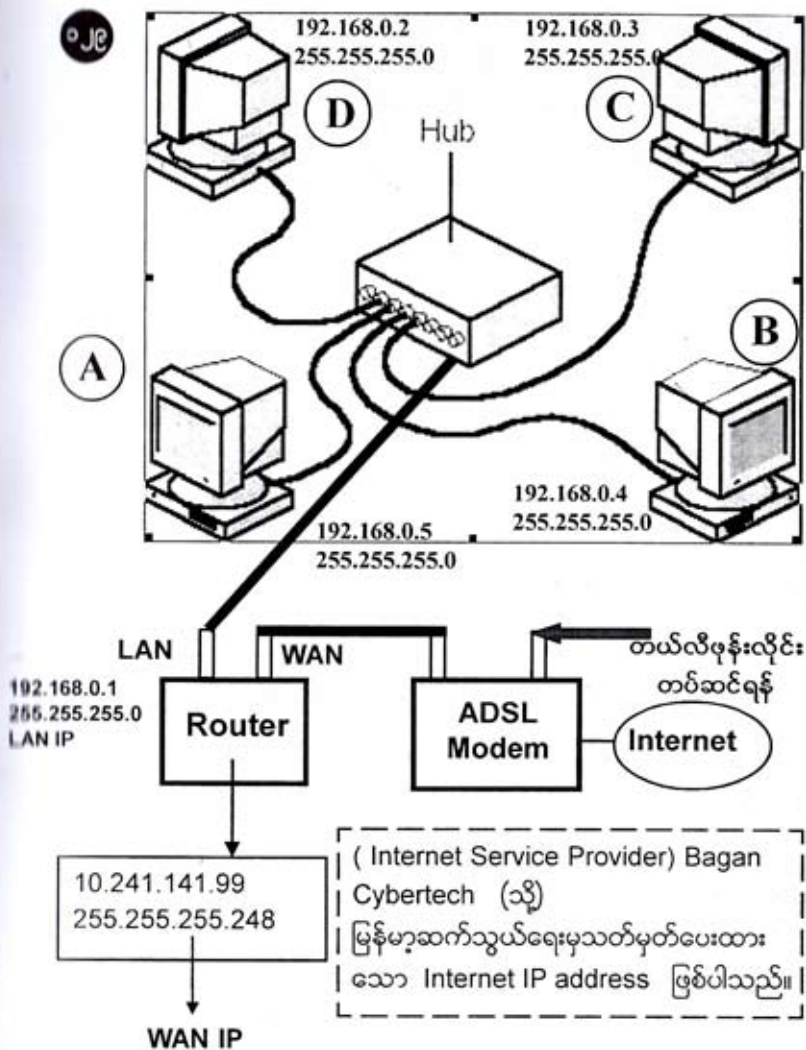 192.168.0.2
255.255.255.0
192.168.0.3
255.255.255.0
D
C
Hub
A
B
192.168.0.5
255.255.255.0
192.168.0.4
255.255.255.0
LAN
WAN
တယ်လီဖုန်းလိုင်း
တပ်ဆင်ရန်
192.168.0.1
255.255.255.0
LAN IP
Router
ADSL
Modem
Internet
10.241.141.99
255.255.255.248
WAN IP
( Internet Service Provider) Bagan
Cybertech (သို့)
မြန်မာ့ဆက်သွယ်ရေးမှသတ်မှတ်ပေးထား
သော Internet IP address ဖြစ်ပါသည်။